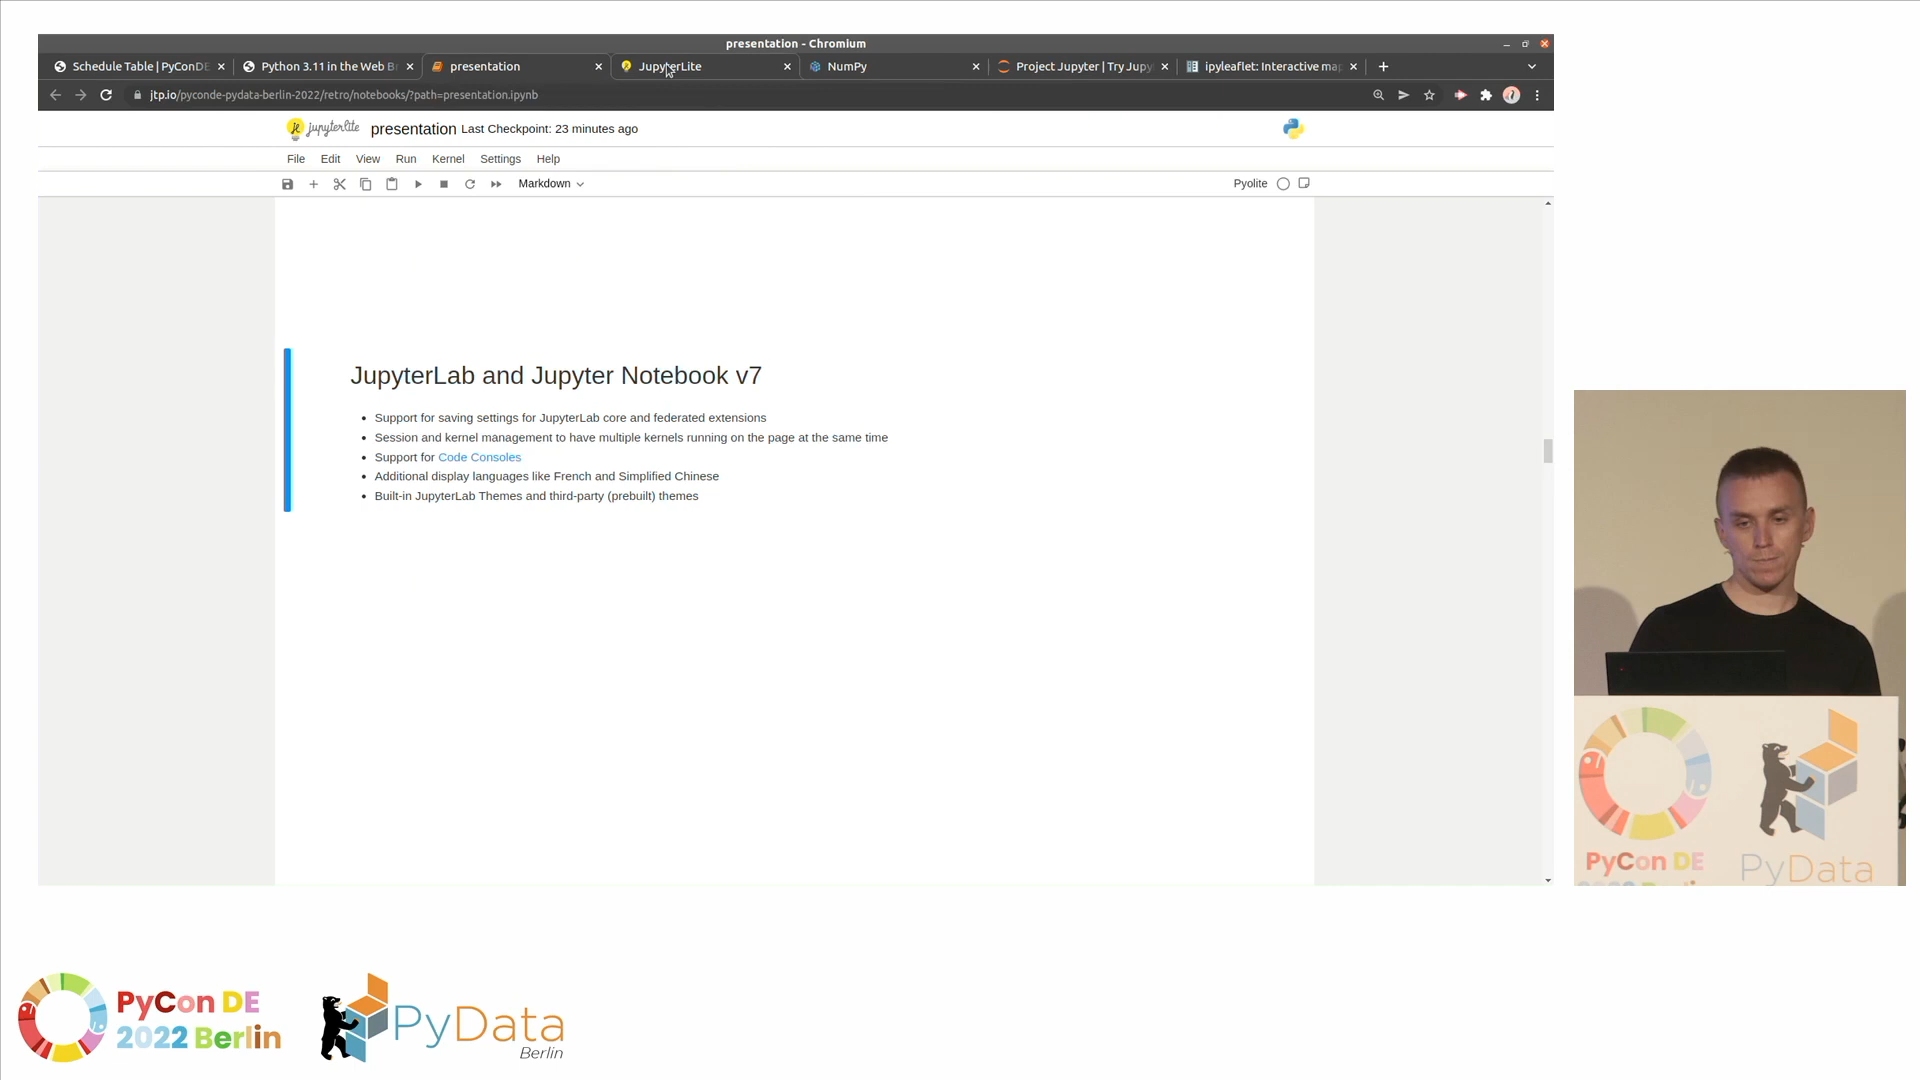 presentation - Chromium
Schedule Table | PyConDE
Python 3.11 in the Web B
presentation
JupyterLite
NumPy
Project Jupyter | Try Jupy
ipyleaflet: Interactive ma
jtp.io/pyconde-pydata-berlin-2022/retro/notebooks/?path=presentation.ipynb
jupyterlite
presentation Last Checkpoint: 23 minutes ago
File Edit View Run Kernel Settings Help
Markdown
Pyolite
JupyterLab and Jupyter Notebook v7
• Support for saving settings for JupyterLab core and federated extensions
• Session and kernel management to have multiple kernels running on the page at the same time
• Support for Code Consoles
• Additional display languages like French and Simplified Chinese
• Built-in JupyterLab Themes and third-party (prebuilt) themes
PyCon DE
PyData
PyCon DE
2022 Berlin
PyData
Berlin